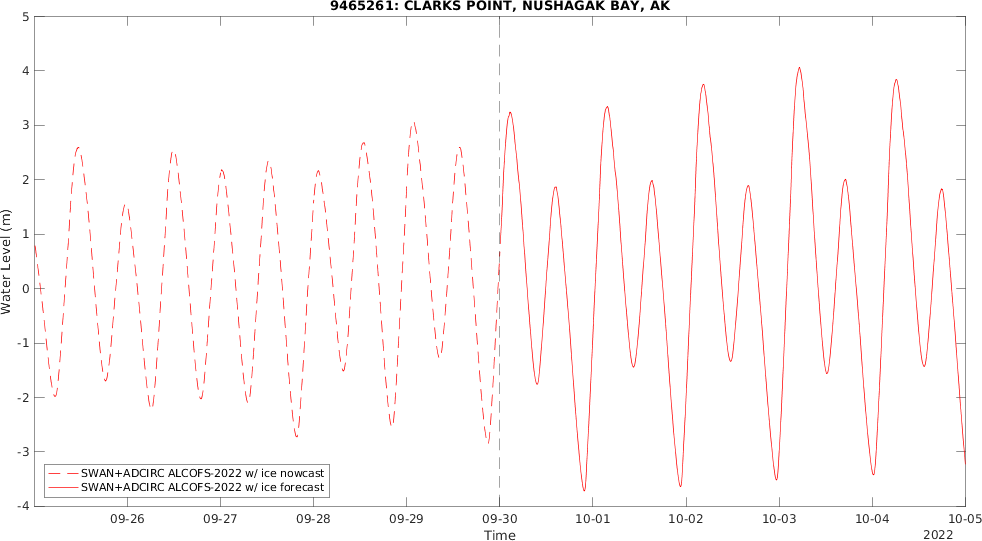 9465261: CLARKS POINT, NUSHAGAK BAY, AK
5
4
3
2
1
0
-1
-2
-3
-4
Water Level (m)
SWAN+ADCIRC ALCOFS-2022 w/ ice nowcast
SWAN+ADCIRC ALCOFS-2022 w/ ice forecast
09-26 09-27 09-28 09-29 09-30 10-01 10-02 10-03 10-04 10-05
Time
2022